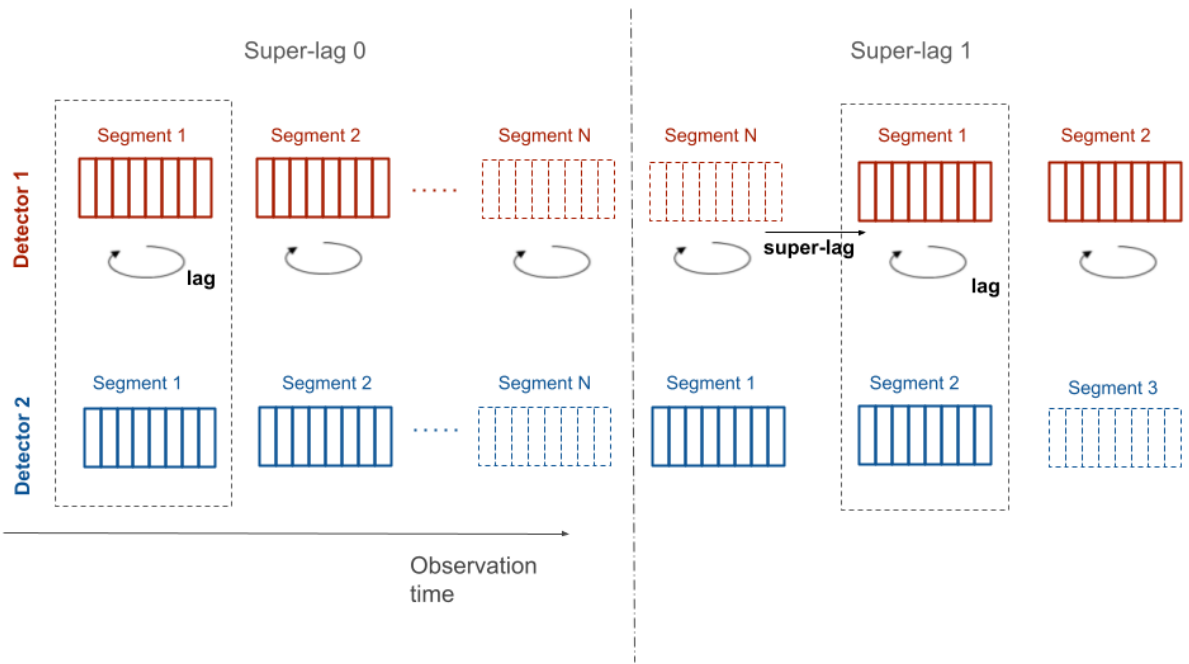 Super-lag 0
Super-lag 1
Detector 1
Segment 1
Segment 2
Segment N
Segment N
Segment 1
Segment 2
lag
super-lag
lag
Detector 2
Segment 1
Segment 2
Segment N
Segment 1
Segment 2
Segment 3
Observation
time